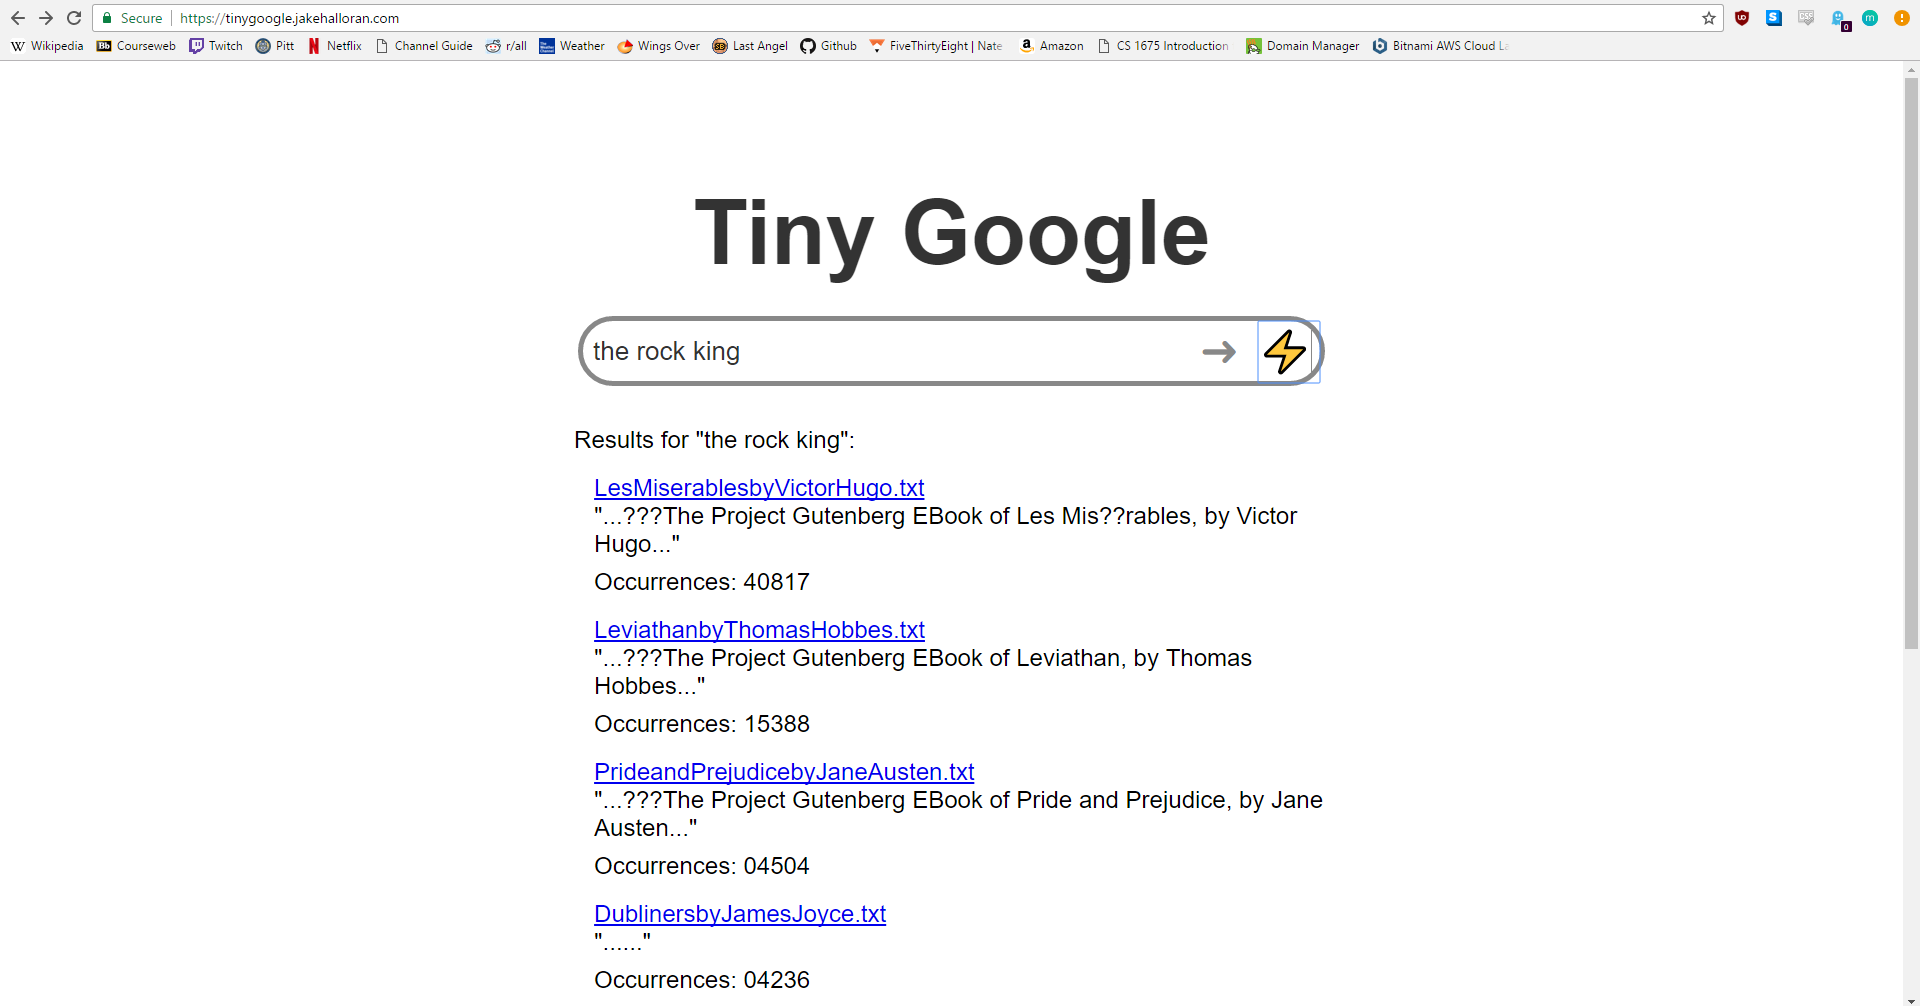 Secure https://tinygoogle.jakehalloran.com
Wikipedia Courseweb Twitch Pitt Netflix Channel Guide r/all Weather Wings Over Last Angel Github FiveThirtyEight | Nate Amazon CS 1675 Introduction Domain Manager Bitnami AWS Cloud
Tiny Google
the rock king
Results for "the rock king":
LesMiserablesbyVictorHugo.txt
"...???The Project Gutenberg EBook of Les Mis??rables, by Victor
Hugo..."
Occurrences: 40817
LeviathanbyThomasHobbes.txt
"...???The Project Gutenberg EBook of Leviathan, by Thomas
Hobbes..."
Occurrences: 15388
PrideandPrejudicebyJaneAusten.txt
"...???The Project Gutenberg EBook of Pride and Prejudice, by Jane
Austen..."
Occurrences: 04504
DublinersbyJamesJoyce.txt
"......"
Occurrences: 04236